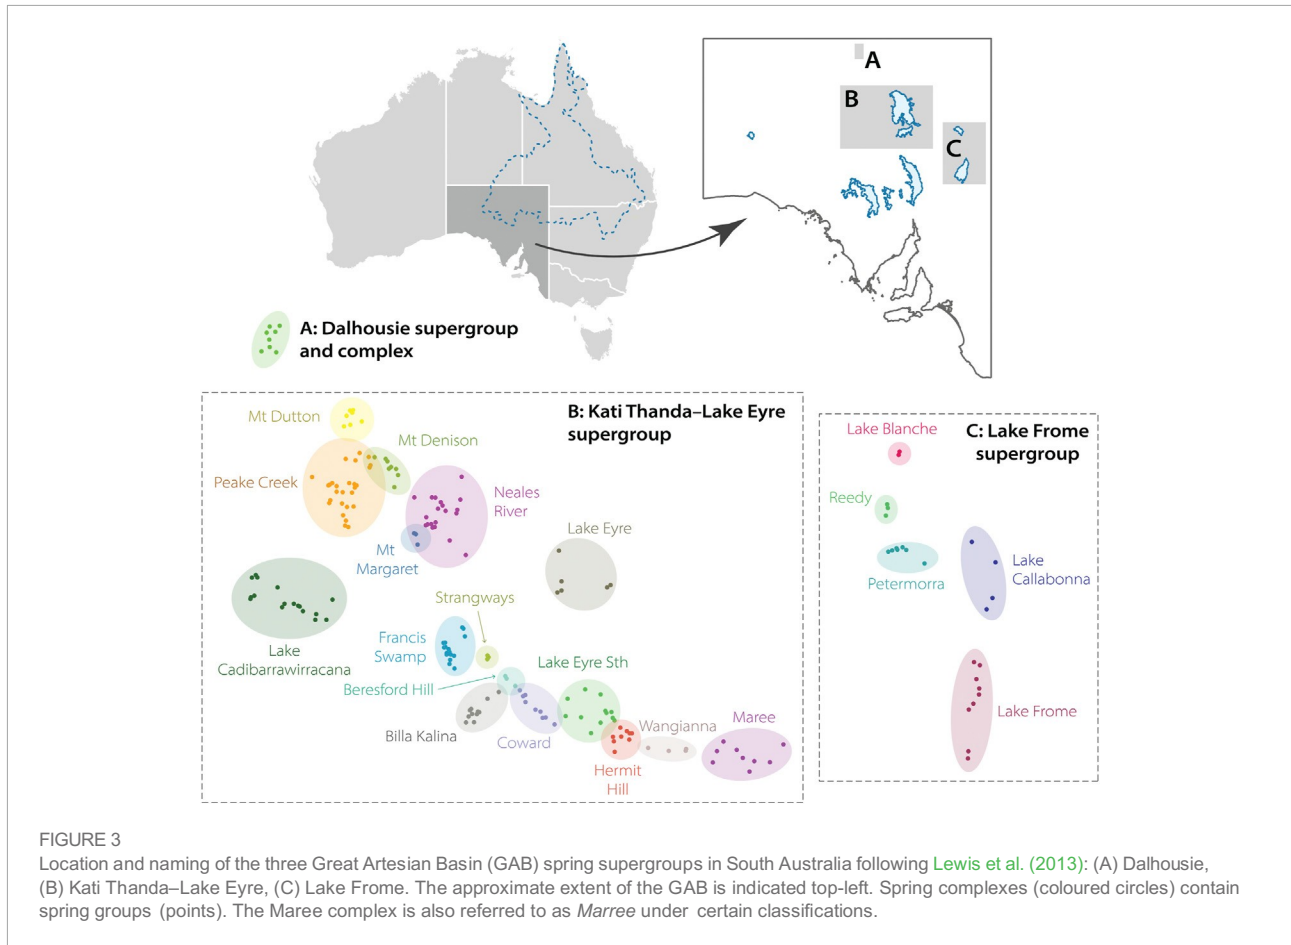 A
B
C
A: Dalhousie supergroup
and complex
B: Kati Thanda–Lake Eyre
supergroup
Mt Dutton
Mt Denison
Peake Creek
Neales
River
Mt
Margaret
Lake Eyre
Lake
Cadibarrawirracana
Strangways
Francis
Swamp
Beresford Hill
Lake Eyre Sth
Billa Kalina
Coward
Wangianna
Maree
Hermit
Hill
C: Lake Frome
supergroup
Lake Blanche
Reedy
Petermorra
Lake
Callabonna
Lake Frome
FIGURE 3
Location and naming of the three Great Artesian Basin (GAB) spring supergroups in South Australia following Lewis et al. (2013): (A) Dalhousie,
(B) Kati Thanda–Lake Eyre, (C) Lake Frome. The approximate extent of the GAB is indicated top-left. Spring complexes (coloured circles) contain
spring groups (points). The Maree complex is also referred to as Marree under certain classifications.